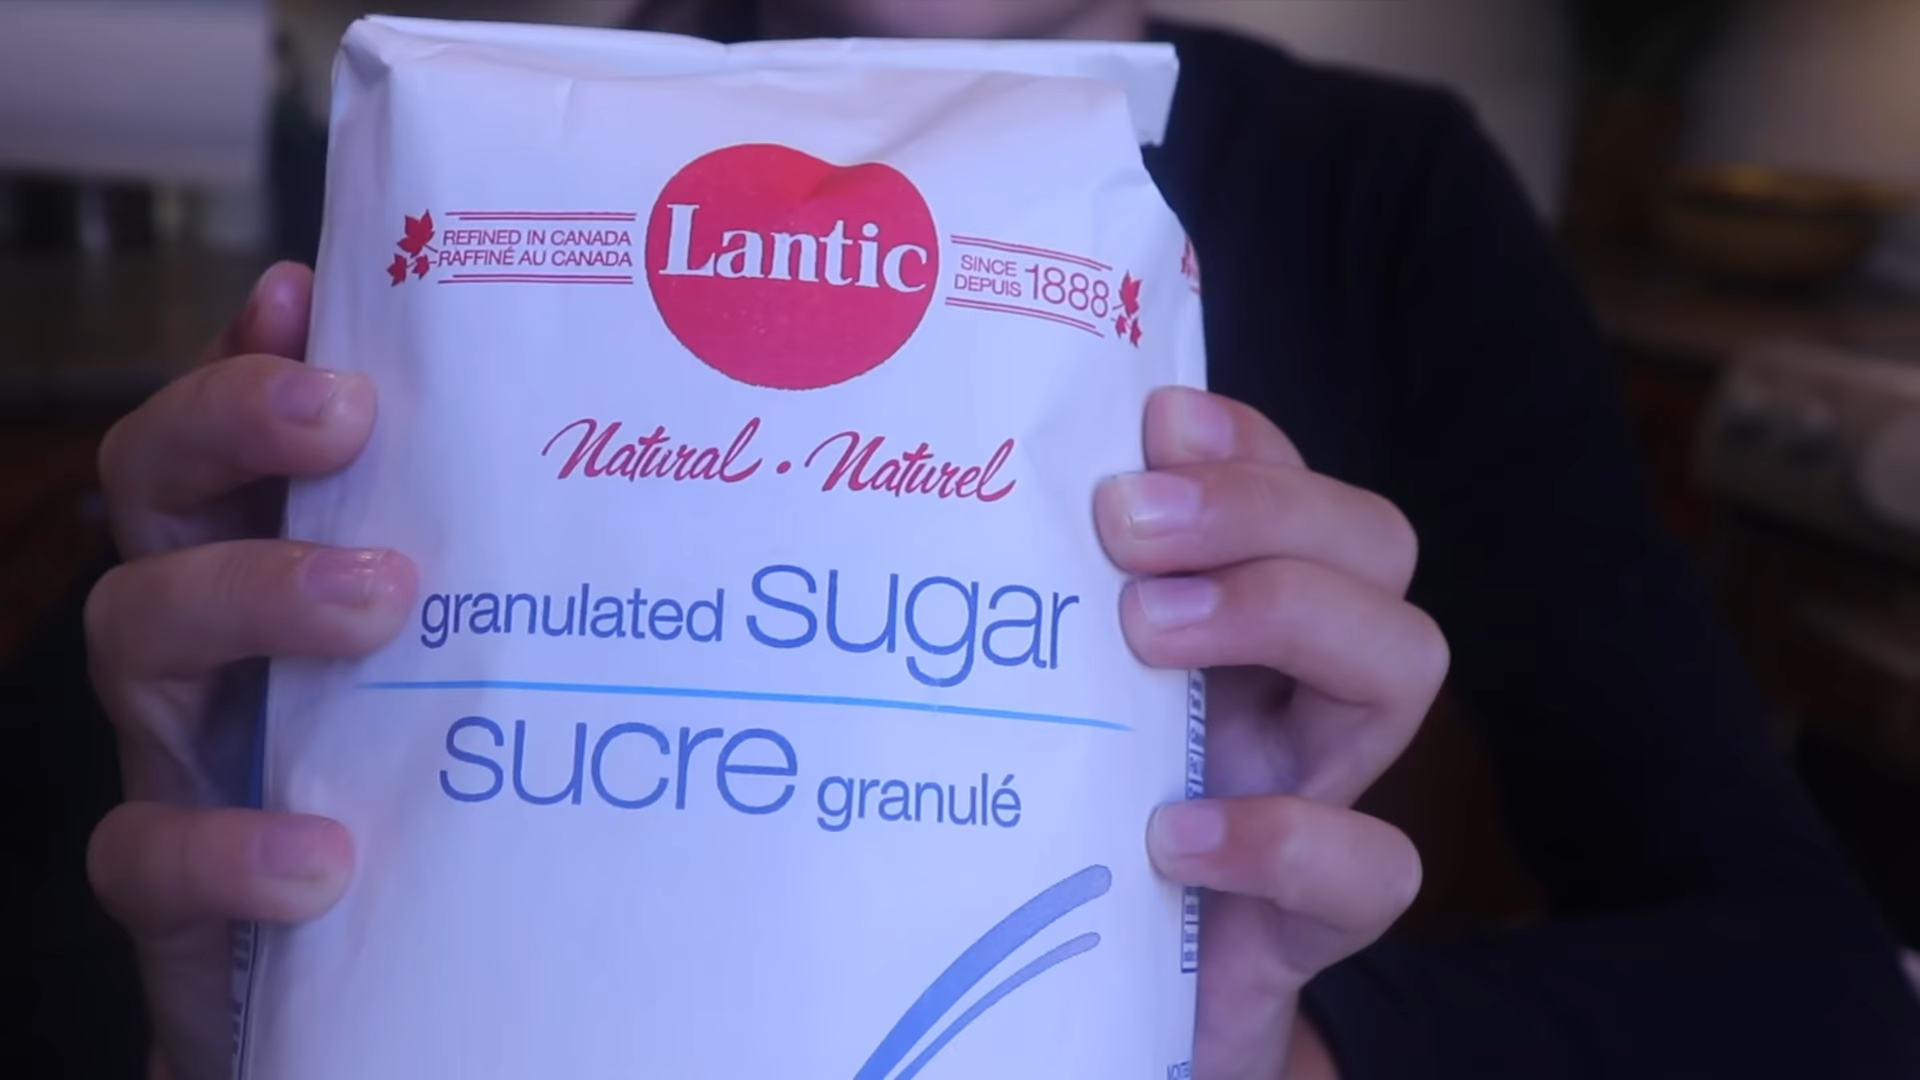 REFINED IN CANADA
RAFFINÉ AU CANADA
Lantic
SINCE
DEPUIS 1888
Natural • Naturel
granulated sugar
sucre granulé